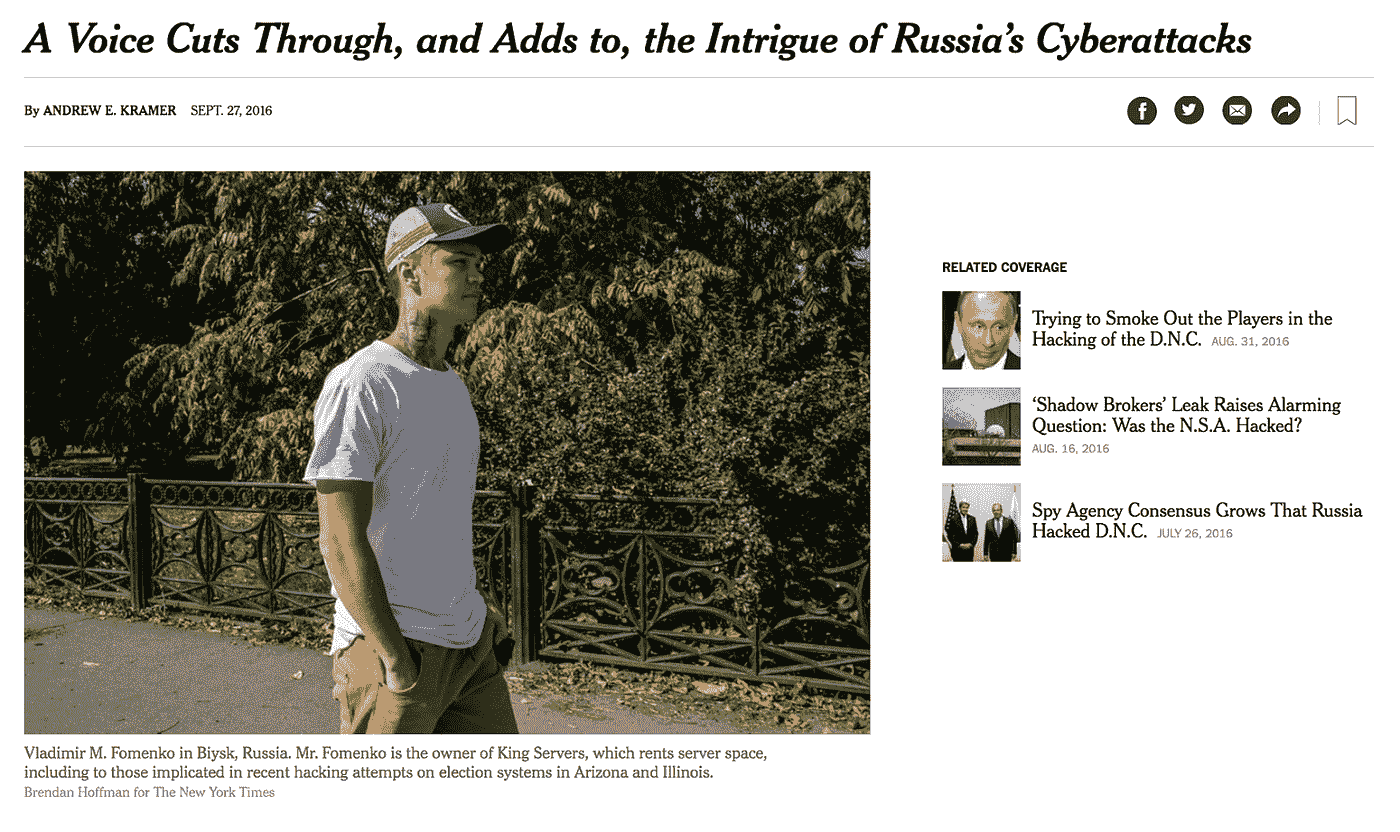 A Voice Cuts Through, and Adds to, the Intrigue of Russia’s Cyberattacks
By ANDREW E. KRAMER SEPT. 27, 2016
RELATED COVERAGE
Trying to Smoke Out the Players in the
Hacking of the D.N.C. AUG. 31, 2016
‘Shadow Brokers’ Leak Raises Alarming
Question: Was the N.S.A. Hacked?
AUG. 16, 2016
Spy Agency Consensus Grows That Russia
Hacked D.N.C. JULY 26, 2016
Vladimir M. Fomenko in Biysk, Russia. Mr. Fomenko is the owner of King Servers, which rents server space,
including to those implicated in recent hacking attempts on election systems in Arizona and Illinois.
Brendan Hoffman for The New York Times